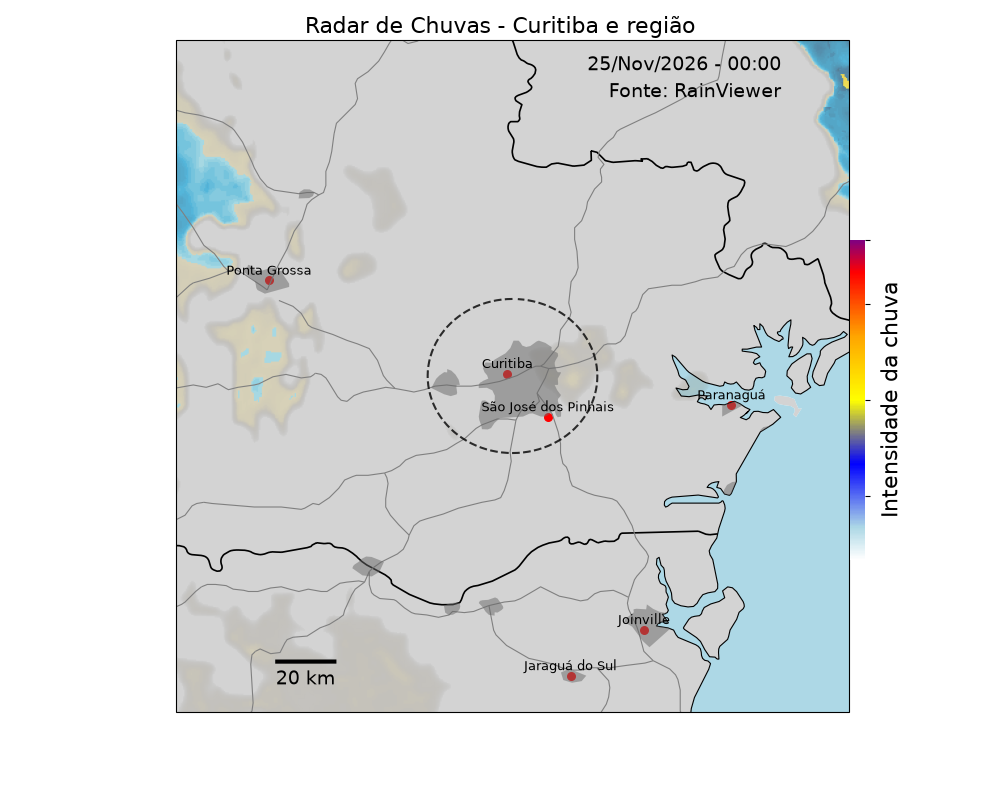 Radar de Chuvas - Curitiba e região
25/Nov/2026 - 00:00
Fonte: RainViewer
Ponta Grossa
Curitiba
São José dos Pinhais
Paranaguá
Intensidade da chuva
Joinville
Jaraguá do Sul
20 km